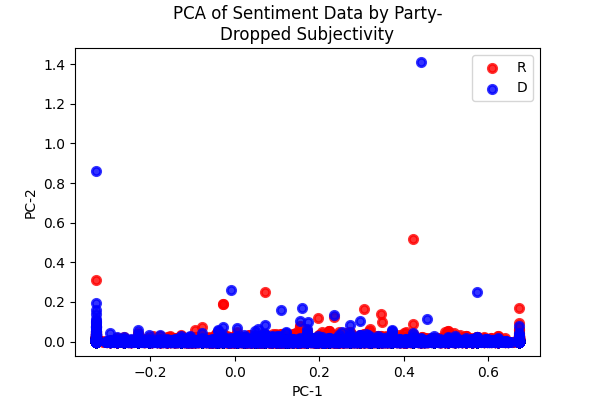 PCA of Sentiment Data by Party-
Dropped Subjectivity
R
D
1.4
1.2
1.0
0.8
0.6
0.4
0.2
0.0
PC-2
−0.2
0.0
0.2
0.4
0.6
PC-1